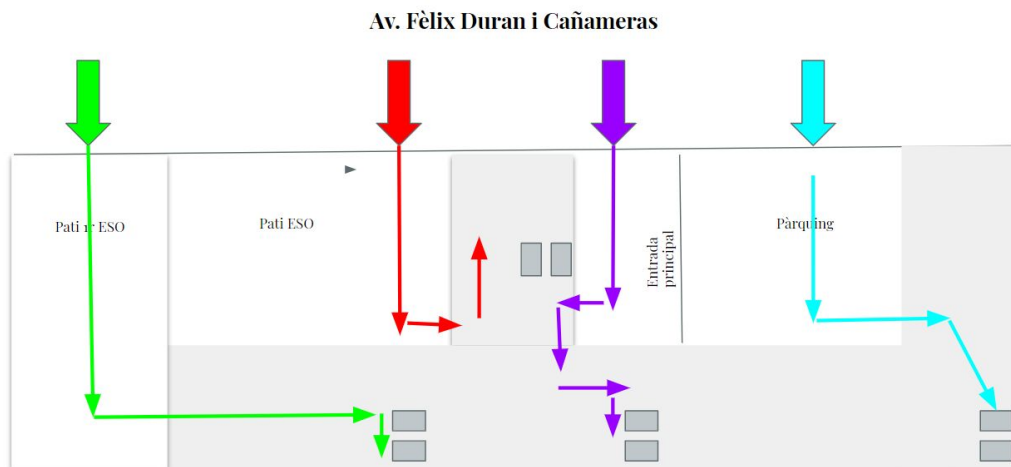 Av. Fèlix Duran i Cañameras
Pati 1r ESO
Pati ESO
Entrada
principal
Pàrquing